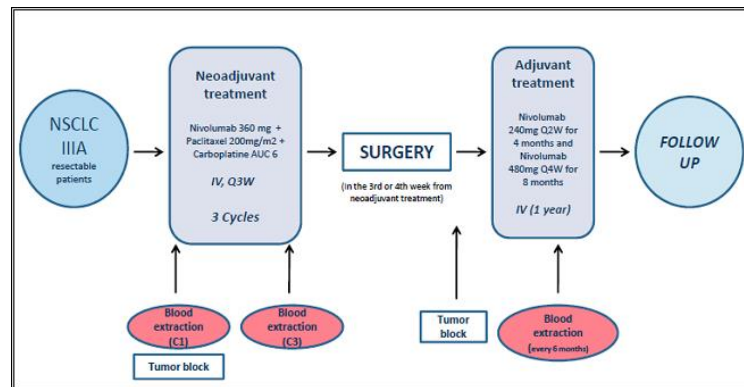 NSCLC
IIIA
resectable
patients
Neoadjuvant
treatment
Nivolumab 360 mg +
Paclitaxel 200mg/m2 +
Carboplatine AUC 6
IV, Q3W
3 Cycles
SURGERY
(in the 3rd or 4th week from
neoadjuvant treatment)
Adjuvant
treatment
Nivolumab
240mg Q2W for
4 months and
Nivolumab
480mg Q4W for
8 months
IV (1 year)
FOLLOW
UP
Blood
extraction
(C1)
Tumor block
Blood
extraction
(C3)
Tumor
block
Blood
extraction
(every 6 months)